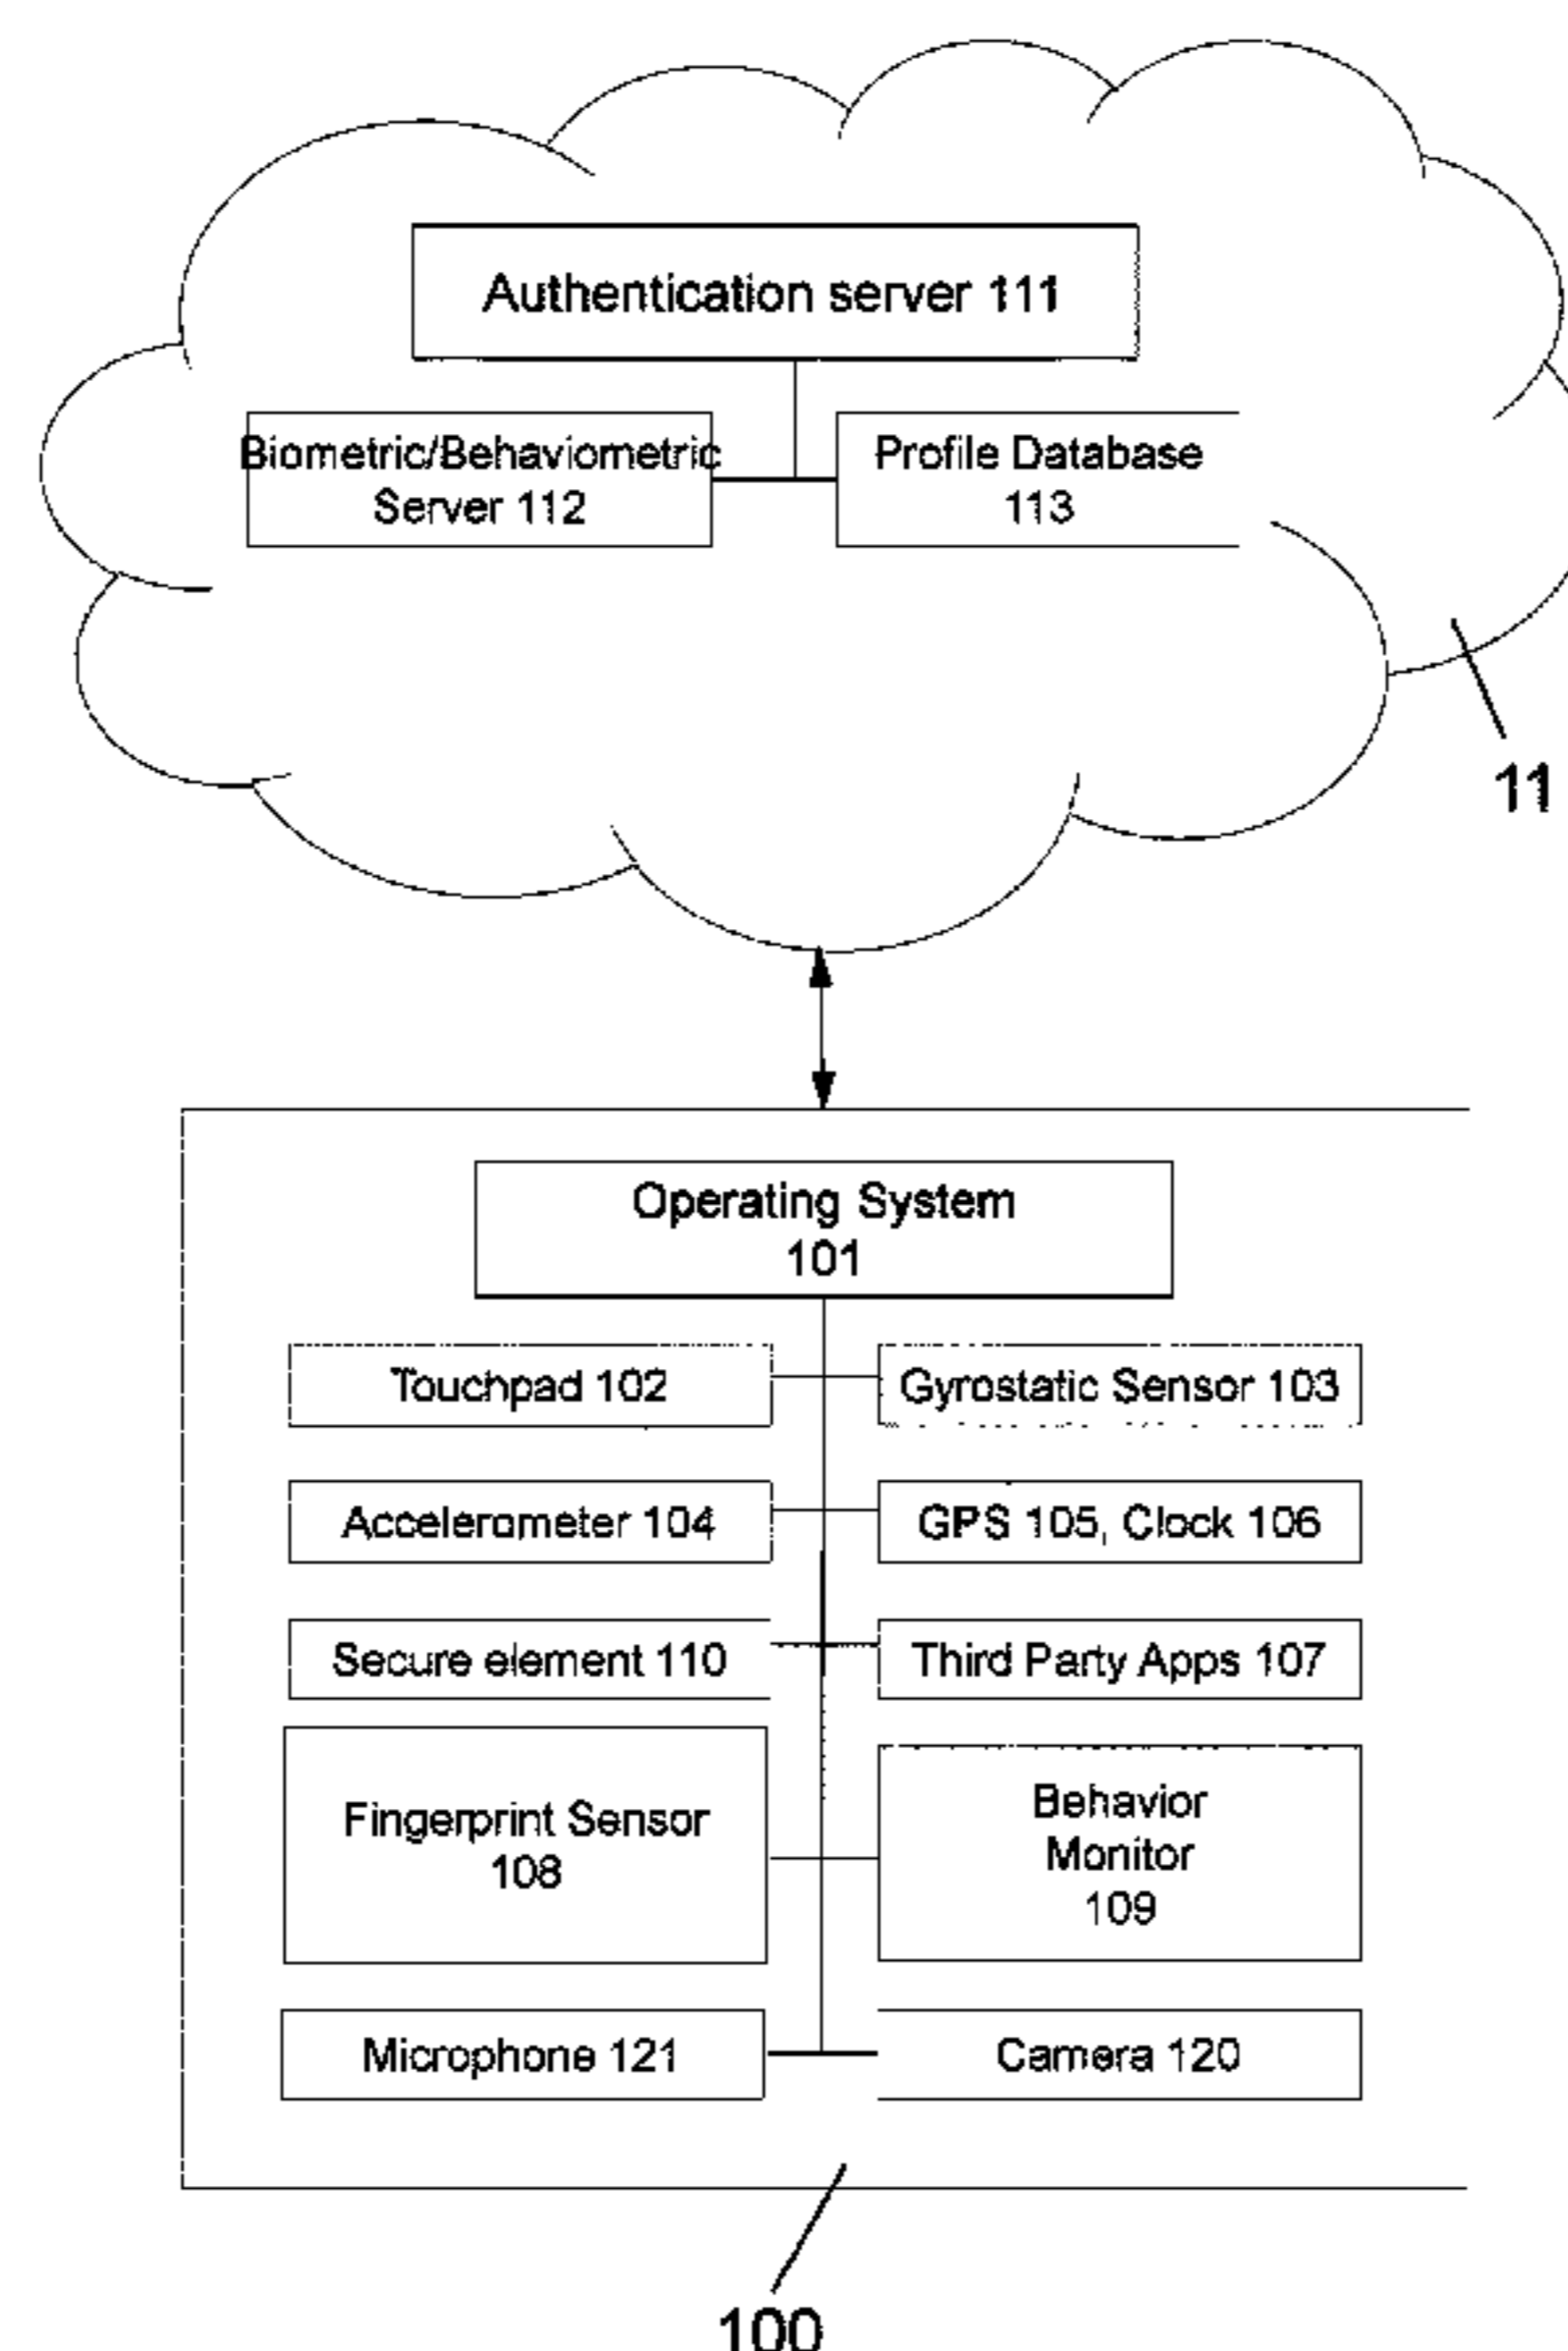 Authentication server 111
Biometric/Behaviometric
Server 112
Profile Database
113
11
Operating System
101
Touchpad 102
Gyrostatic Sensor 103
Accelerometer 104
GPS 105, Clock 106
Secure element 110
Third Party Apps 107
Fingerprint Sensor
108
Behavior
Monitor
109
Microphone 121
Camera 120
100